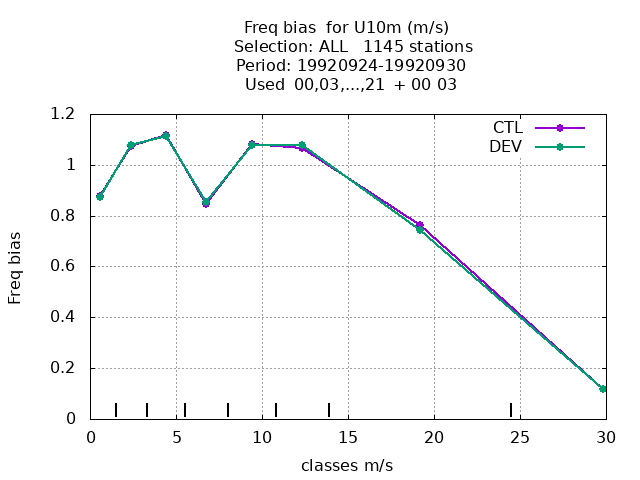 Freq bias  for U10m (m/s)
Selection: ALL   1145 stations
Period: 19920924-19920930
Used  00,03,...,21  + 00 03
CTL
DEV
1.2
1
0.8
0.6
0.4
0.2
0
Freq bias
0 5 10 15 20 25 30
classes m/s